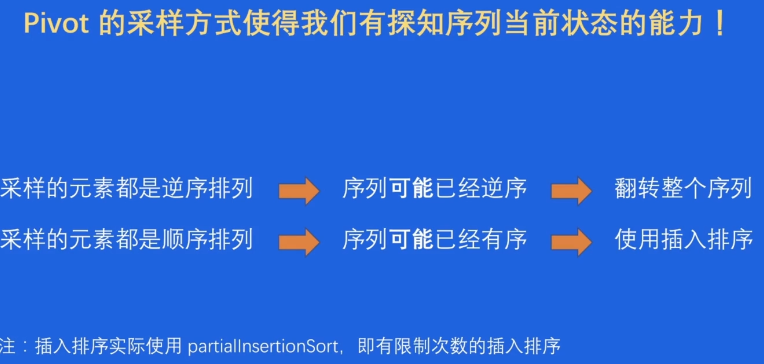 Pivot 的采样方式使得我们有探知序列当前状态的能力！
采样的元素都是逆序排列 序列可能已经逆序 翻转整个序列
采样的元素都是顺序排列 序列可能已经有序 使用插入排序
注：插入排序实际使用 partialInsertionSort，即有限制次数的插入排序